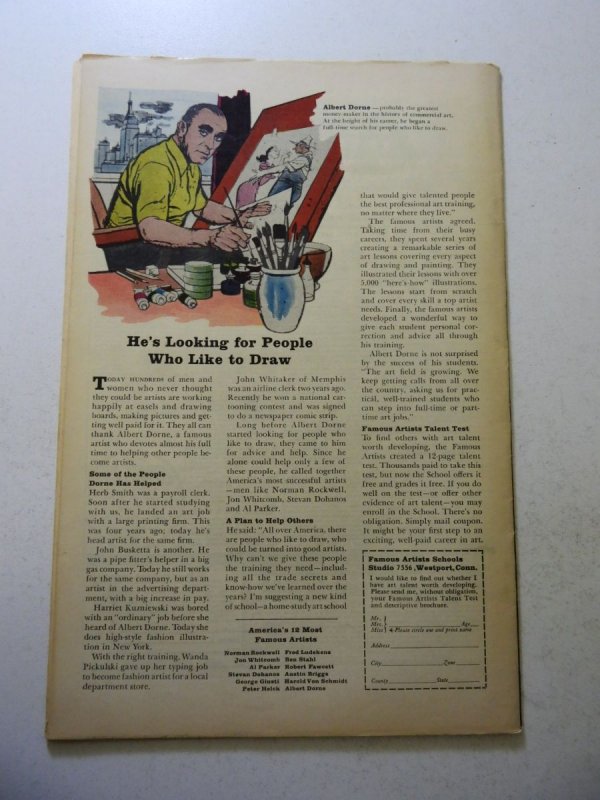 Albert Dorne — probably the greatest
money-maker in the history of commercial art.
At the height of his career, he began a
full-time search for people who like to draw.
He's Looking for People
Who Like to Draw
TODAY HUNDREDS of men and
women who never thought
they could be artists are working
happily at easels and drawing
boards, making pictures and get-
ting well paid for it. They all can
thank Albert Dorne, a famous
artist who devotes almost his full
time to helping other people be-
come artists.
Some of the People
Dorne Has Helped
Herb Smith was a payroll clerk.
Soon after he started studying
with us, he landed an art job
with a large printing firm. This
was four years ago; today he's
head artist for the same firm.
John Busketta is another. He
was a pipe fitter's helper in a big
gas company. Today he still works
for the same company, but as an
artist in the advertising depart-
ment, with a big increase in pay.
Harriet Kuzniewski was bored
with an "ordinary" job before she
heard of Albert Dorne. Today she
does high-style fashion illustra-
tion in New York.
With the right training, Wanda
Pickulski gave up her typing job
to become fashion artist for a local
department store.
John Whitaker of Memphis
was an airline clerk two years ago.
Recently he won a national car-
tooning contest and was signed
to do a newspaper comic strip.
Long before Albert Dorne
started looking for people who
like to draw, they came to him
for advice and help. Since he
alone could help only a few of
these people, he called together
America's most successful artists
—men like Norman Rockwell,
Jon Whitcomb, Stevan Dohanos
and Al Parker.
A Plan to Help Others
He said: "All over America, there
are people who like to draw, who
could be turned into good artists.
Why can't we give these people
the training they need—includ-
ing all the trade secrets and
know-how we've learned over the
years? I'm suggesting a new kind
of school—a home-study art school
America's 12 Most
Famous Artists
Norman Rockwell Fred Ludekens
Jon Whitcomb Ben Stahl
Al Parker Robert Fawcett
Stevan Dohanos Austin Briggs
George Giusti Harold Von Schmidt
Peter Helck Albert Dorne
that would give talented people
the best professional art training,
no matter where they live."
The famous artists agreed.
Taking time from their busy
careers, they spent several years
creating a remarkable series of
art lessons covering every aspect
of drawing and painting. They
illustrated their lessons with over
5,000 "here's-how" illustrations.
The lessons start from scratch
and cover every skill a top artist
needs. Finally, the famous artists
developed a wonderful way to
give each student personal cor-
rection and advice all through
his training.
Albert Dorne is not surprised
by the success of his students.
"The art field is growing. We
keep getting calls from all over
the country, asking us for prac-
tical, well-trained students who
can step into full-time or part-
time art jobs."
Famous Artists Talent Test
To find others with art talent
worth developing, the Famous
Artists created a 12-page talent
test. Thousands paid to take this
test, but now the School offers it
free and grades it free. If you do
well on the test—or offer other
evidence of art talent—you may
enroll in the School. There's no
obligation. Simply mail coupon.
It might be your first step to an
exciting, well-paid career in art.
Famous Artists Schools
Studio 7556, Westport, Conn.
I would like to find out whether I
have art talent worth developing.
Please send me, without obligation,
your Famous Artists Talent Test
and descriptive brochure.
Mr.
Mrs. Age
Miss Please circle one and print name
Address
City Zone
County State